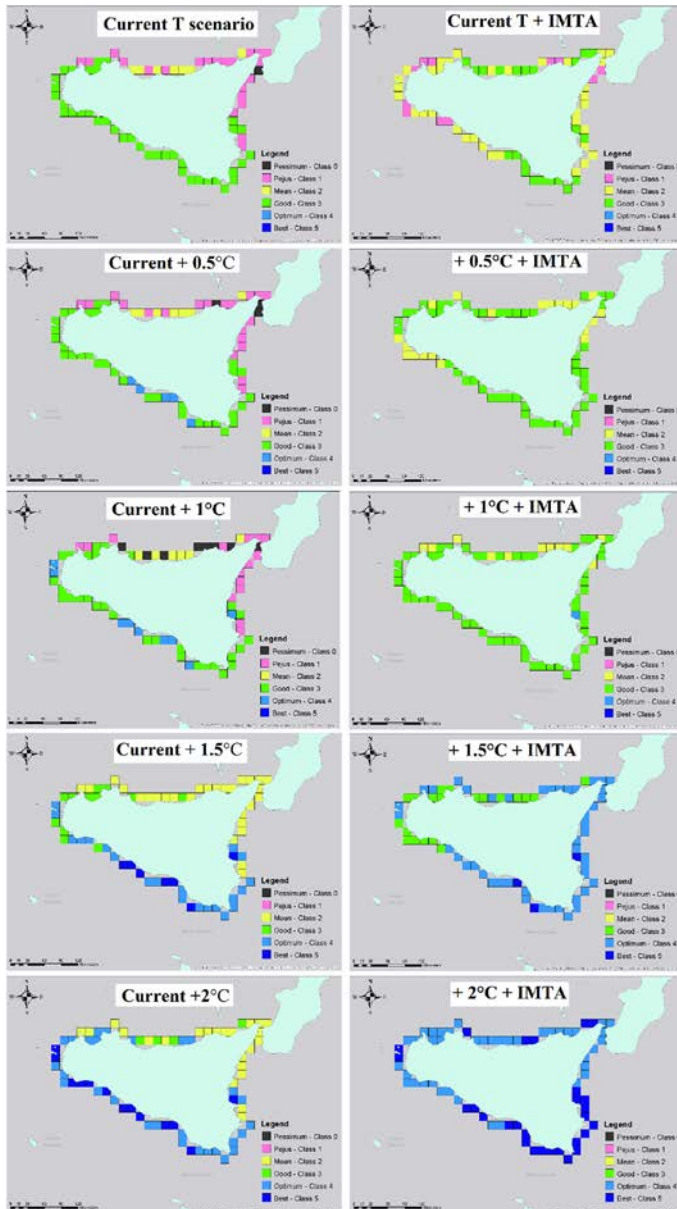 Current T scenario
Legend
Pessimum - Class 0
Pejus - Class 1
Mean - Class 2
Good - Class 3
Optimum - Class 4
Best - Class 5
Current T + IMTA
Legend
Pessimum - Class
Pejus - Class 1
Mean - Class 2
Good - Class 3
Optimum - Class 4
Best - Class 5
Current + 0.5°C
Legend
Pessimum - Class 0
Pejus - Class 1
Mean - Class 2
Good - Class 3
Optimum - Class 4
Best - Class 5
+ 0.5°C + IMTA
Legend
Pessimum - Class
Pejus - Class 1
Mean - Class 2
Good - Class 3
Optimum - Class 4
Best - Class 5
Current + 1°C
Legend
Pessimum - Class 0
Pejus - Class 1
Mean - Class 2
Good - Class 3
Optimum - Class 4
Best - Class 5
+ 1°C + IMTA
Legend
Pessimum - Class
Pejus - Class 1
Mean - Class 2
Good - Class 3
Optimum - Class 4
Best - Class 5
Current + 1.5°C
Legend
Pessimum - Class 0
Pejus - Class 1
Mean - Class 2
Good - Class 3
Optimum - Class 4
Best - Class 5
+ 1.5°C + IMTA
Legend
Pessimum - Class
Pejus - Class 1
Mean - Class 2
Good - Class 3
Optimum - Class 4
Best - Class 5
Current +2°C
Legend
Pessimum - Class 0
Pejus - Class 1
Mean - Class 2
Good - Class 3
Optimum - Class 4
Best - Class 5
+ 2°C + IMTA
Legend
Pessimum - Class
Pejus - Class 1
Mean - Class 2
Good - Class 3
Optimum - Class 4
Best - Class 5